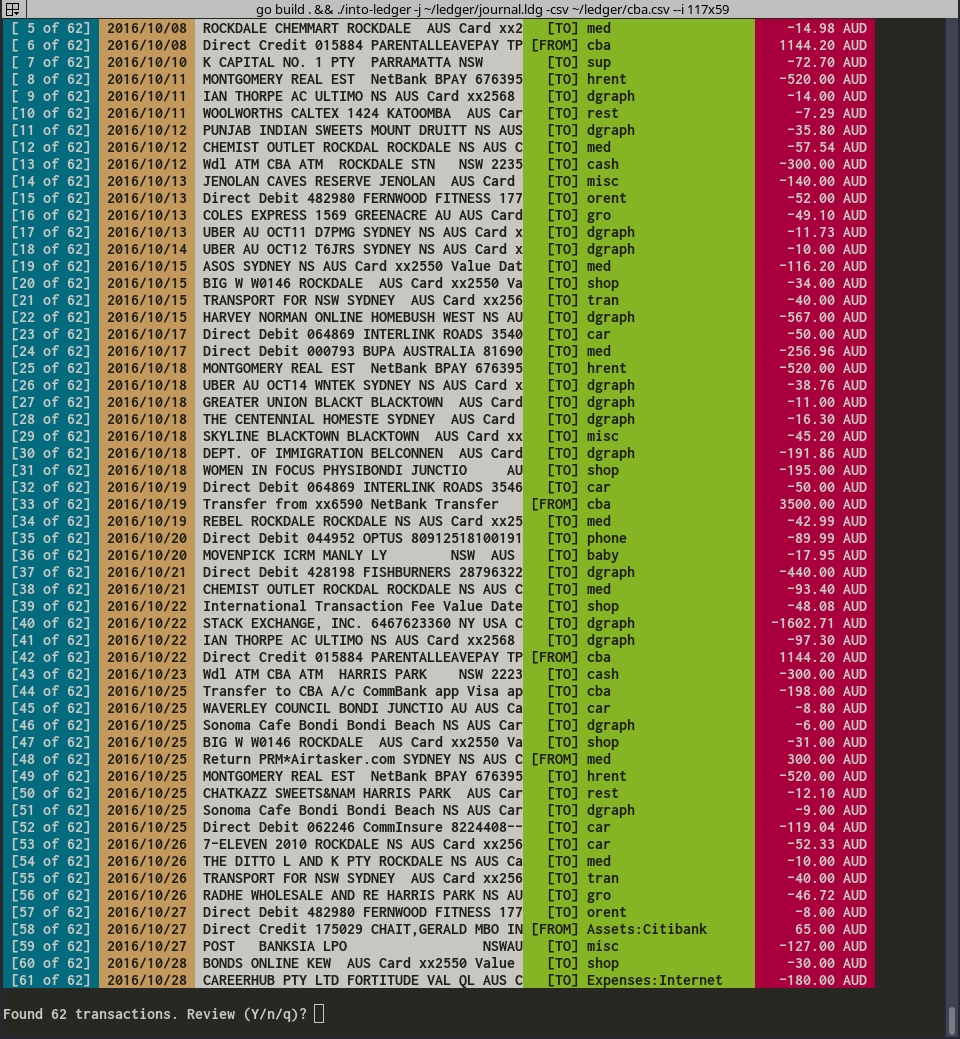 go build . && ./into-ledger -j ~/ledger/journal.ldg -csv ~/ledger/cba.csv --i 117x59
[ 5 of 62] 2016/10/08 ROCKDALE CHEMMART ROCKDALE  AUS Card xx2 [TO] med -14.98 AUD
[ 6 of 62] 2016/10/08 Direct Credit 015884 PARENTALLEAVEPAY TP [FROM] cba 1144.20 AUD
[ 7 of 62] 2016/10/10 K CAPITAL NO. 1 PTY  PARRAMATTA NSW [TO] sup -72.70 AUD
[ 8 of 62] 2016/10/11 MONTGOMERY REAL EST  NetBank BPAY 676395 [TO] hrent -520.00 AUD
[ 9 of 62] 2016/10/11 IAN THORPE AC ULTIMO NS AUS Card xx2568 [TO] dgraph -14.00 AUD
[10 of 62] 2016/10/11 WOOLWORTHS CALTEX 1424 KATOOMBA  AUS Car [TO] rest -7.29 AUD
[11 of 62] 2016/10/12 PUNJAB INDIAN SWEETS MOUNT DRUITT NS AUS [TO] dgraph -35.80 AUD
[12 of 62] 2016/10/12 CHEMIST OUTLET ROCKDAL ROCKDALE NS AUS C [TO] med -57.54 AUD
[13 of 62] 2016/10/12 Wdl ATM CBA ATM  ROCKDALE STN   NSW 2235 [TO] cash -300.00 AUD
[14 of 62] 2016/10/13 JENOLAN CAVES RESERVE JENOLAN  AUS Card [TO] misc -140.00 AUD
[15 of 62] 2016/10/13 Direct Debit 482980 FERNWOOD FITNESS 177 [TO] orent -52.00 AUD
[16 of 62] 2016/10/13 COLES EXPRESS 1569 GREENACRE AU AUS Card [TO] gro -49.10 AUD
[17 of 62] 2016/10/13 UBER AU OCT11 D7PMG SYDNEY NS AUS Card x [TO] dgraph -11.73 AUD
[18 of 62] 2016/10/14 UBER AU OCT12 T6JRS SYDNEY NS AUS Card x [TO] dgraph -10.00 AUD
[19 of 62] 2016/10/15 ASOS SYDNEY NS AUS Card xx2550 Value Dat [TO] med -116.20 AUD
[20 of 62] 2016/10/15 BIG W W0146 ROCKDALE  AUS Card xx2550 Va [TO] shop -34.00 AUD
[21 of 62] 2016/10/15 TRANSPORT FOR NSW SYDNEY  AUS Card xx256 [TO] tran -40.00 AUD
[22 of 62] 2016/10/15 HARVEY NORMAN ONLINE HOMEBUSH WEST NS AU [TO] dgraph -567.00 AUD
[23 of 62] 2016/10/17 Direct Debit 064869 INTERLINK ROADS 3540 [TO] car -50.00 AUD
[24 of 62] 2016/10/17 Direct Debit 000793 BUPA AUSTRALIA 81690 [TO] med -256.96 AUD
[25 of 62] 2016/10/18 MONTGOMERY REAL EST  NetBank BPAY 676395 [TO] hrent -520.00 AUD
[26 of 62] 2016/10/18 UBER AU OCT14 WNTEK SYDNEY NS AUS Card x [TO] dgraph -38.76 AUD
[27 of 62] 2016/10/18 GREATER UNION BLACKT BLACKTOWN  AUS Card [TO] dgraph -11.00 AUD
[28 of 62] 2016/10/18 THE CENTENNIAL HOMESTE SYDNEY  AUS Card [TO] dgraph -16.30 AUD
[29 of 62] 2016/10/18 SKYLINE BLACKTOWN BLACKTOWN  AUS Card xx [TO] misc -45.20 AUD
[30 of 62] 2016/10/18 DEPT. OF IMMIGRATION BELCONNEN  AUS Card [TO] dgraph -191.86 AUD
[31 of 62] 2016/10/18 WOMEN IN FOCUS PHYSIBONDI JUNCTIO     AU [TO] shop -195.00 AUD
[32 of 62] 2016/10/19 Direct Debit 064869 INTERLINK ROADS 3546 [TO] car -50.00 AUD
[33 of 62] 2016/10/19 Transfer from xx6590 NetBank Transfer [FROM] cba 3500.00 AUD
[34 of 62] 2016/10/19 REBEL ROCKDALE ROCKDALE NS AUS Card xx25 [TO] med -42.99 AUD
[35 of 62] 2016/10/20 Direct Debit 044952 OPTUS 80912518100191 [TO] phone -89.99 AUD
[36 of 62] 2016/10/20 MOVENPICK ICRM MANLY LY        NSW  AUS [TO] baby -17.95 AUD
[37 of 62] 2016/10/21 Direct Debit 428198 FISHBURNERS 28796322 [TO] dgraph -440.00 AUD
[38 of 62] 2016/10/21 CHEMIST OUTLET ROCKDAL ROCKDALE NS AUS C [TO] med -93.40 AUD
[39 of 62] 2016/10/22 International Transaction Fee Value Date [TO] shop -48.08 AUD
[40 of 62] 2016/10/22 STACK EXCHANGE, INC. 6467623360 NY USA C [TO] dgraph -1602.71 AUD
[41 of 62] 2016/10/22 IAN THORPE AC ULTIMO NS AUS Card xx2568 [TO] dgraph -97.30 AUD
[42 of 62] 2016/10/22 Direct Credit 015884 PARENTALLEAVEPAY TP [FROM] cba 1144.20 AUD
[43 of 62] 2016/10/23 Wdl ATM CBA ATM  HARRIS PARK    NSW 2223 [TO] cash -300.00 AUD
[44 of 62] 2016/10/25 Transfer to CBA A/c CommBank app Visa ap [TO] cba -198.00 AUD
[45 of 62] 2016/10/25 WAVERLEY COUNCIL BONDI JUNCTIO AU AUS Ca [TO] car -8.80 AUD
[46 of 62] 2016/10/25 Sonoma Cafe Bondi Bondi Beach NS AUS Car [TO] dgraph -6.00 AUD
[47 of 62] 2016/10/25 BIG W W0146 ROCKDALE  AUS Card xx2550 Va [TO] shop -31.00 AUD
[48 of 62] 2016/10/25 Return PRM*Airtasker.com SYDNEY NS AUS C [FROM] med 300.00 AUD
[49 of 62] 2016/10/25 MONTGOMERY REAL EST  NetBank BPAY 676395 [TO] hrent -520.00 AUD
[50 of 62] 2016/10/25 CHATKAZZ SWEETS&NAM HARRIS PARK  AUS Car [TO] rest -12.10 AUD
[51 of 62] 2016/10/25 Sonoma Cafe Bondi Bondi Beach NS AUS Car [TO] dgraph -9.00 AUD
[52 of 62] 2016/10/25 Direct Debit 062246 CommInsure 8224408-- [TO] car -119.04 AUD
[53 of 62] 2016/10/26 7-ELEVEN 2010 ROCKDALE NS AUS Card xx256 [TO] car -52.33 AUD
[54 of 62] 2016/10/26 THE DITTO L AND K PTY ROCKDALE NS AUS Ca [TO] med -10.00 AUD
[55 of 62] 2016/10/26 TRANSPORT FOR NSW SYDNEY  AUS Card xx256 [TO] tran -40.00 AUD
[56 of 62] 2016/10/26 RADHE WHOLESALE AND RE HARRIS PARK NS AU [TO] gro -46.72 AUD
[57 of 62] 2016/10/27 Direct Debit 482980 FERNWOOD FITNESS 177 [TO] orent -8.00 AUD
[58 of 62] 2016/10/27 Direct Credit 175029 CHAIT,GERALD MBO IN [FROM] Assets:Citibank 65.00 AUD
[59 of 62] 2016/10/27 POST   BANKSIA LPO                 NSWAU [TO] misc -127.00 AUD
[60 of 62] 2016/10/28 BONDS ONLINE KEW  AUS Card xx2550 Value [TO] shop -30.00 AUD
[61 of 62] 2016/10/28 CAREERHUB PTY LTD FORTITUDE VAL QL AUS C [TO] Expenses:Internet -180.00 AUD
Found 62 transactions. Review (Y/n/q)?